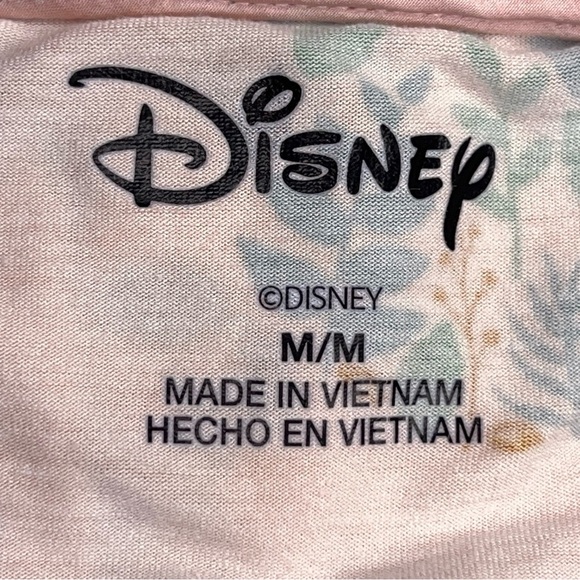 Disney
©DISNEY
M/M
MADE IN VIETNAM
HECHO EN VIETNAM